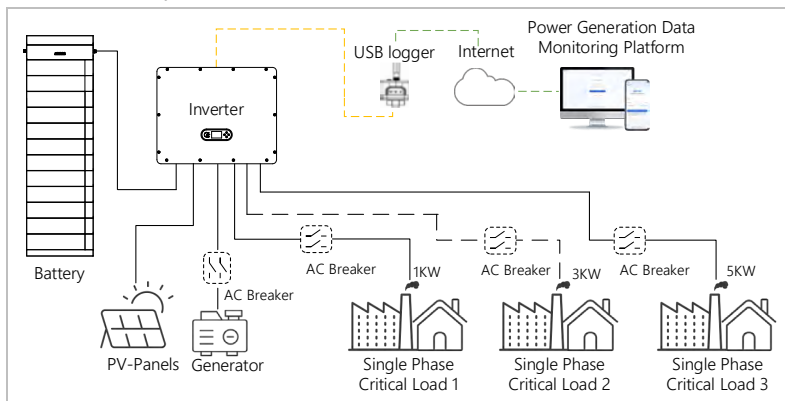 Power Generation Data
Monitoring Platform
USB logger
Internet
Inverter
Battery
AC Breaker
AC Breaker
1KW
AC Breaker
3KW
AC Breaker
5KW
PV-Panels
Generator
Single Phase
Critical Load 1
Single Phase
Critical Load 2
Single Phase
Critical Load 3